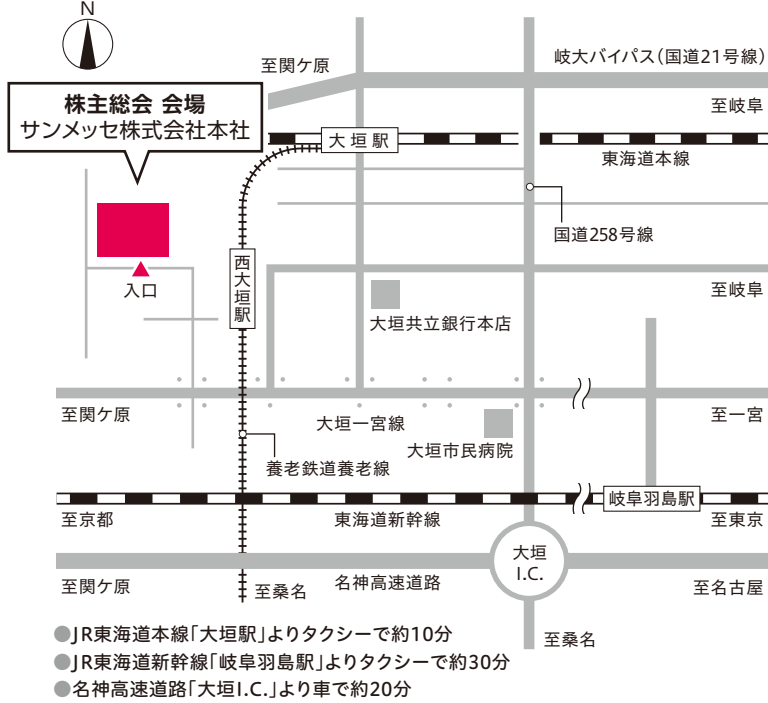 N
至関ケ原
岐大バイパス(国道21号線)
株主総会 会場
サンメッセ株式会社本社
至岐阜
大垣駅
東海道本線
国道258号線
西大垣駅
入口
至岐阜
大垣共立銀行本店
至関ケ原
大垣一宮線
至一宮
大垣市民病院
養老鉄道養老線
岐阜羽島駅
至京都
東海道新幹線
至東京
大垣
I.C.
至関ケ原
至桑名
名神高速道路
至名古屋
至桑名
●JR東海道本線「大垣駅」よりタクシーで約10分
●JR東海道新幹線「岐阜羽島駅」よりタクシーで約30分
●名神高速道路「大垣I.C.」より車で約20分